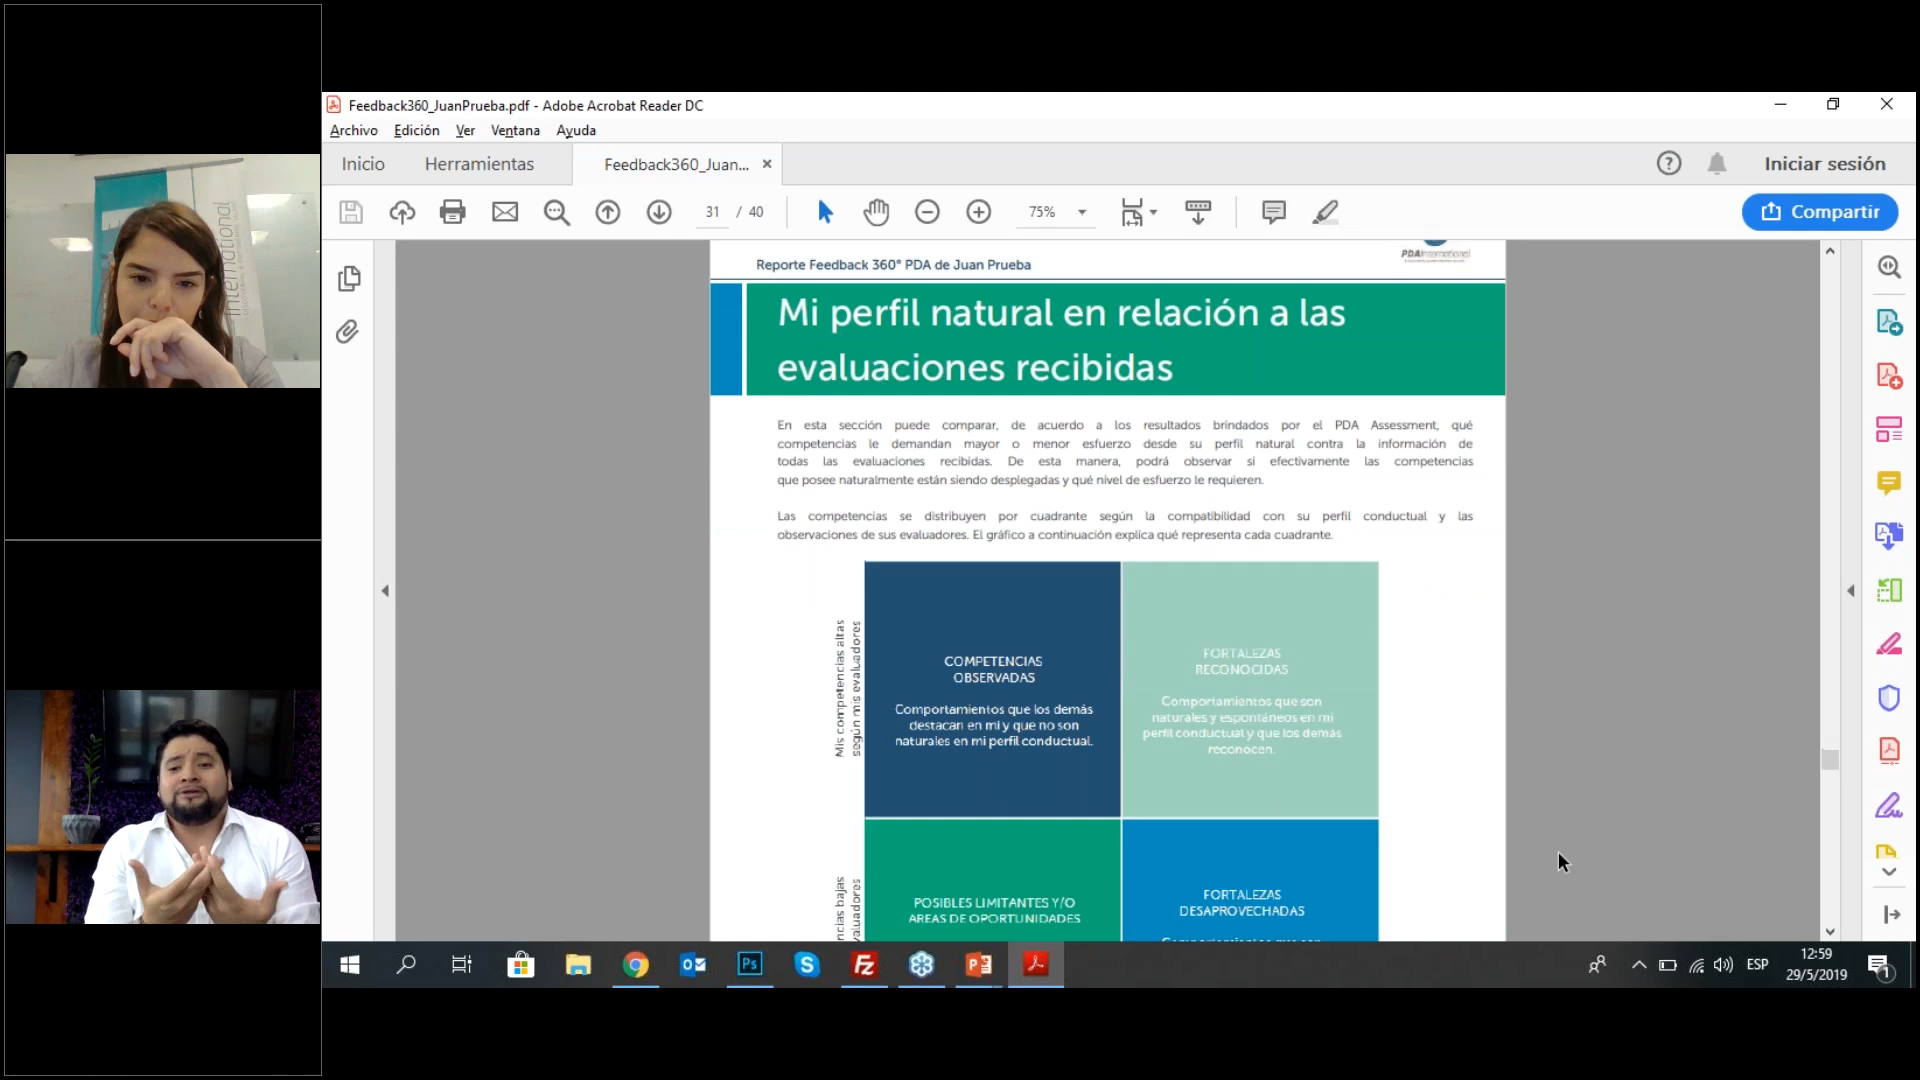 International
Feedback360_JuanPrueba.pdf - Adobe Acrobat Reader DC
Archivo Edición Ver Ventana Ayuda
Inicio Herramientas Feedback360_Juan... ×
Iniciar sesión
31 / 40 75%
Compartir
PDAInternational
Reporte Feedback 360° PDA de Juan Prueba
Mi perfil natural en relación a las
evaluaciones recibidas
En esta sección puede comparar, de acuerdo a los resultados brindados por el PDA Assessment, qué
competencias le demandan mayor o menor esfuerzo desde su perfil natural contra la información de
todas las evaluaciones recibidas. De esta manera, podrá observar si efectivamente las competencias
que posee naturalmente están siendo desplegadas y qué nivel de esfuerzo le requieren.
Las competencias se distribuyen por cuadrante según la compatibilidad con su perfil conductual y las
observaciones de sus evaluadores. El gráfico a continuación explica qué representa cada cuadrante.
Mis competencias altas
según mis evaluadores
COMPETENCIAS
OBSERVADAS
Comportamientos que los demás
destacan en mi y que no son
naturales en mi perfil conductual.
FORTALEZAS
RECONOCIDAS
Comportamientos que son
naturales y espontáneos en mi
perfil conductual y que los demás
reconocen.
ncias bajas
valuadores
POSIBLES LIMITANTES Y/O
AREAS DE OPORTUNIDADES
FORTALEZAS
DESAPROVECHADAS
ESP
12:59
29/5/2019
1